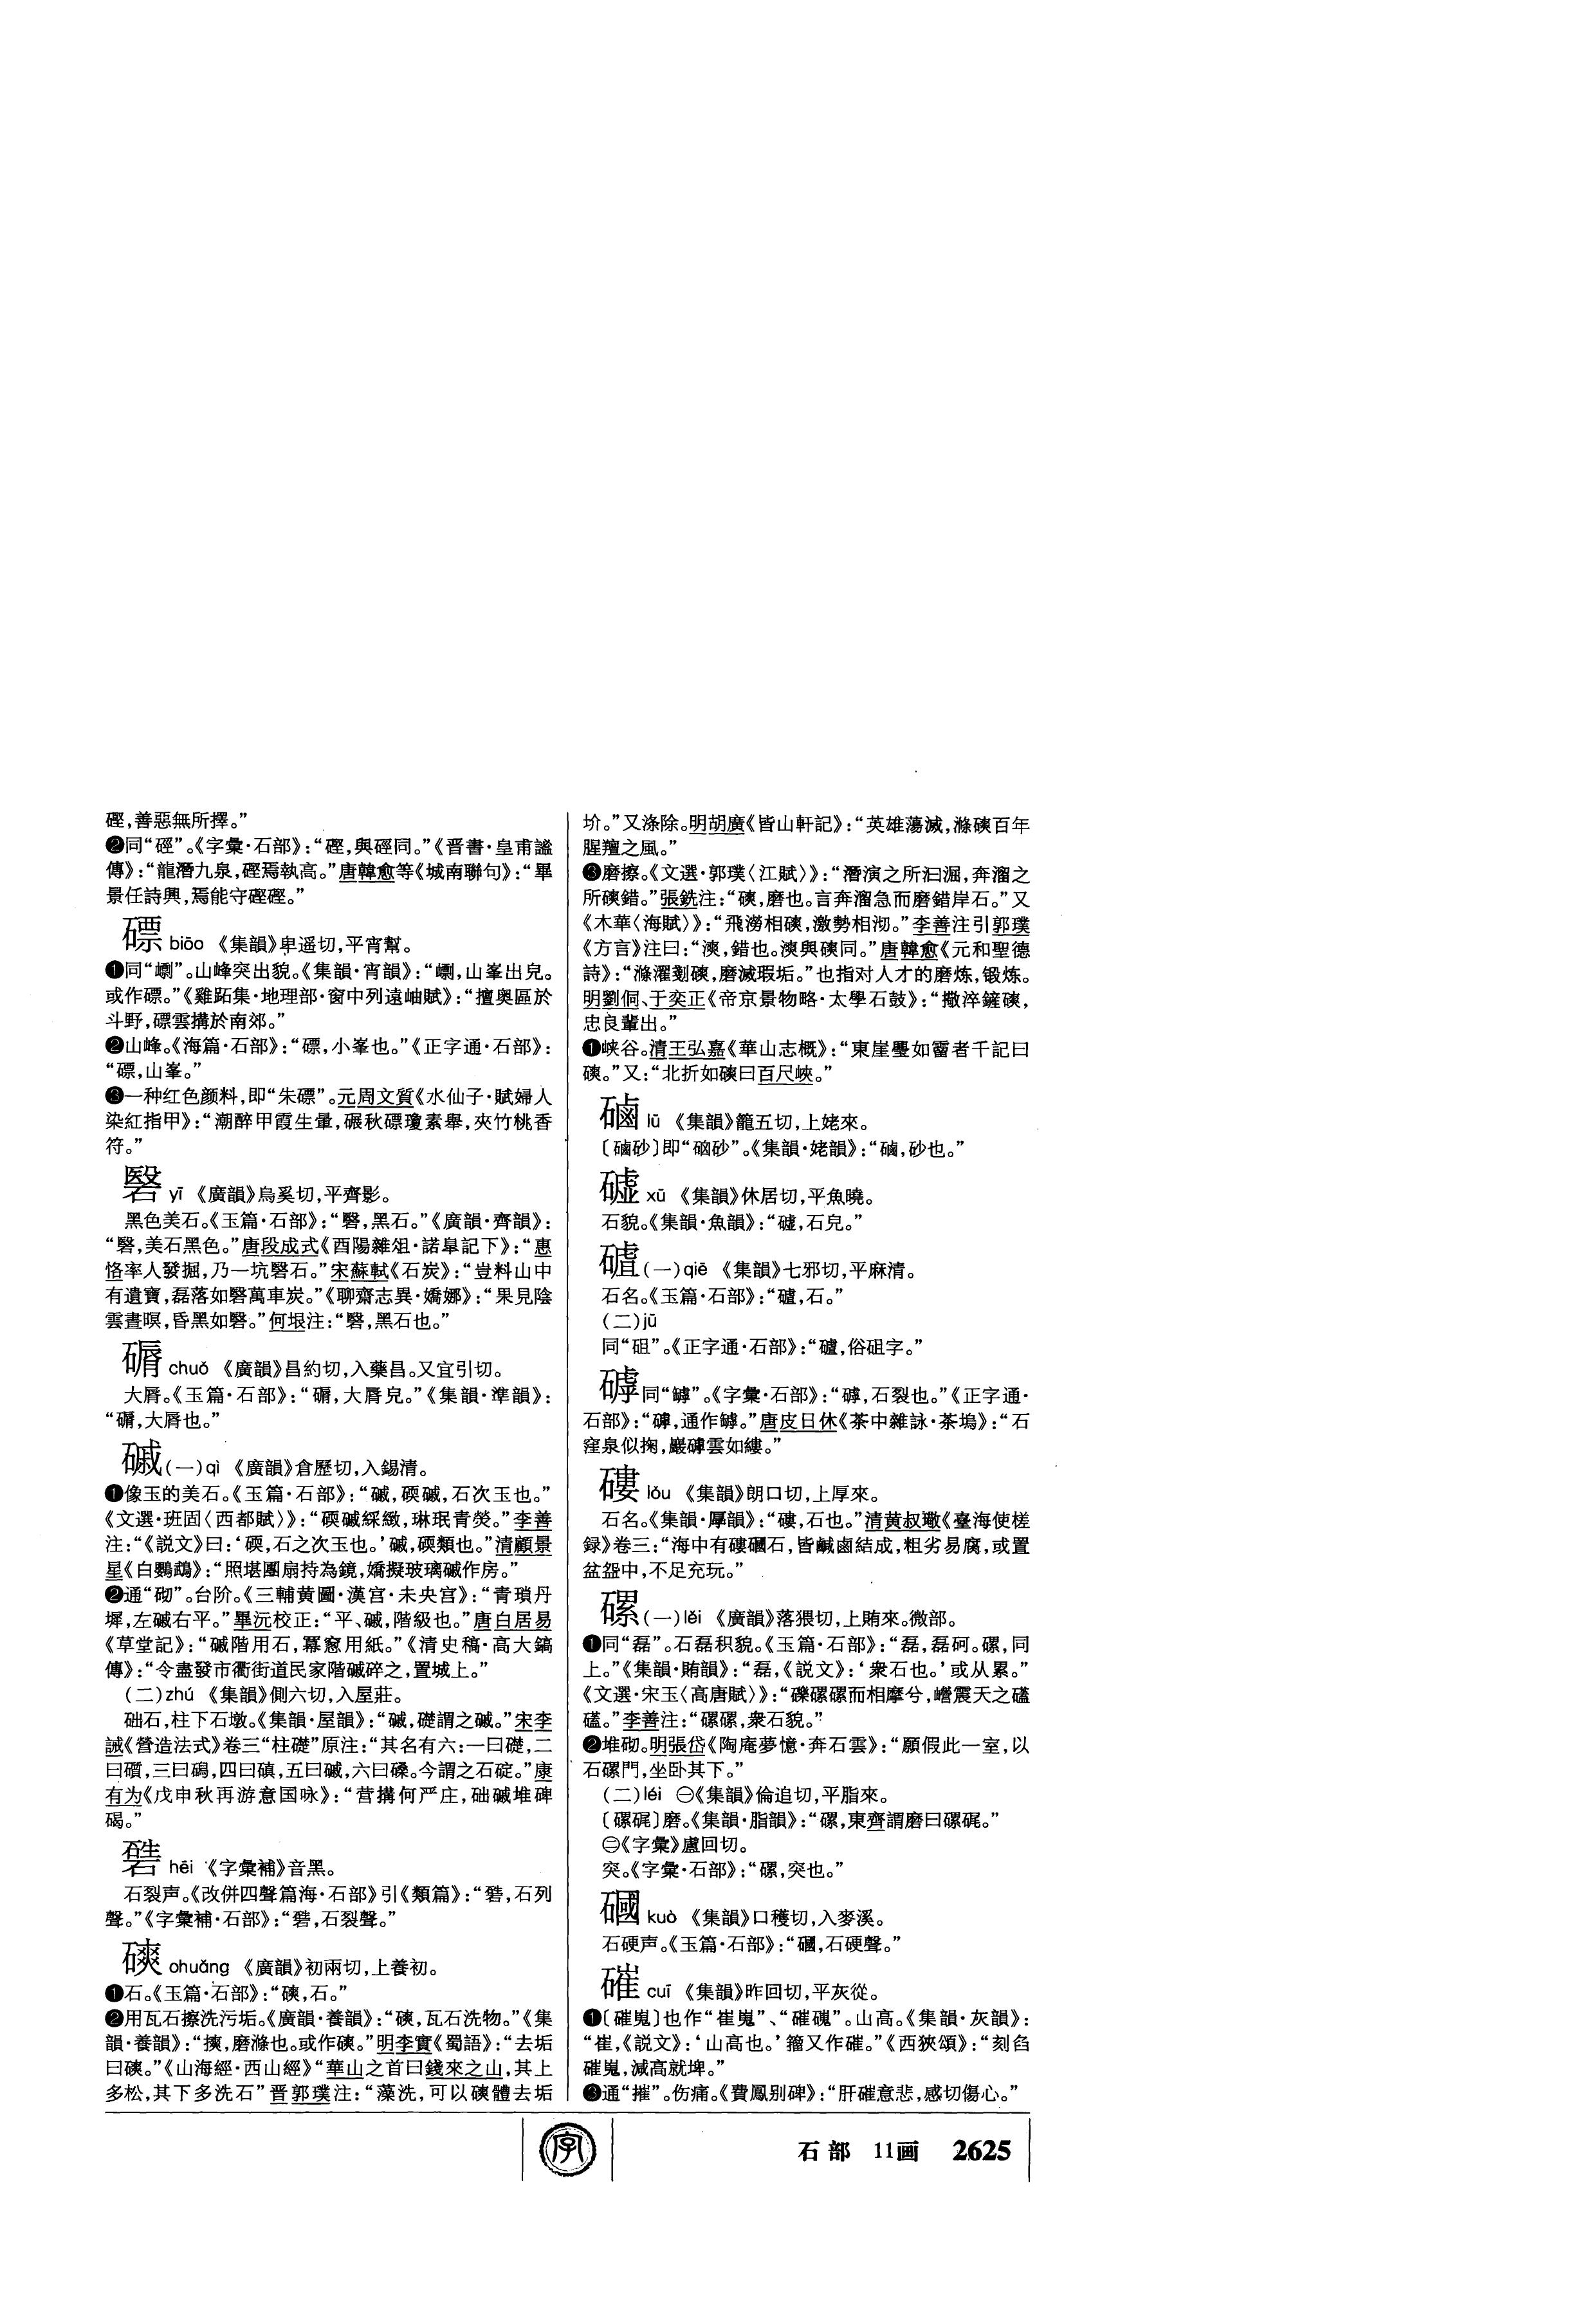 硻,善惡無所擇。”
❷同“硜”。《字彙·石部》:“硻,與硜同。”《晋書·皇甫謐
傳》:“龍潛九泉,硻焉執高。”唐韓愈等《城南聯句》:“畢
景任詩興,焉能守硻硻。”
磦 biāo 《集韻》卑遥切,平宵幫。
❶同“㠒”。山峰突出貌。《集韻·宵韻》:“㠒,山峯出皃。
或作磦。”《雞跖集·地理部·窗中列遠岫賦》:“擅奥區於
斗野,磦雲搆於南郊。”
❷山峰。《海篇·石部》:“磦,小峯也。”《正字通·石部》:
“磦,山峯。”
❸一种红色颜料,即“朱磦”。元周文質《水仙子·賦婦人
染紅指甲》:“潮醉甲霞生暈,碾秋磦瓊素舉,夾竹桃香
符。”
硻 yī 《廣韻》烏奚切,平齊影。
黑色美石。《玉篇·石部》:“䃜,黑石。”《廣韻·齊韻》:
“䃜,美石黑色。”唐段成式《酉陽雜俎·諾皋記下》:“惠
恪率人發掘,乃一坑䃜石。”宋蘇軾《石炭》:“豈料山中
有遺寶,磊落如䃜萬車炭。”《聊齋志異·嬌娜》:“果見陰
雲晝暝,昏黑如䃜。”何垠注:“䃜,黑石也。”
chuǒ 《廣韻》昌約切,入藥昌。又宜引切。
大脣。《玉篇·石部》:“,大脣皃。”《集韻·準韻》:
“,大脣也。”
磩(一)qì 《廣韻》倉歷切,入錫清。
❶像玉的美石。《玉篇·石部》:“磩,碝磩,石次玉也。”
《文選·班固〈西都賦〉》:“碝磩綵緻,琳珉青熒。”李善
注:“《説文》曰:‘碝,石之次玉也。’磩,碝類也。”清顧景
星《白鸚鵡》:“照堪團扇持為鏡,嬌擬玻璃磩作房。”
❷通“砌”。台阶。《三輔黄圖·漢宫·未央宫》:“青瑣丹
墀,左磩右平。”畢沅校正:“平、磩,階級也。”唐白居易
《草堂記》:“磩階用石,冪窻用紙。”《清史稿·高大鎬
傳》:“令盡發市衢街道民家階磩碎之,置城上。”
(二)zhú 《集韻》側六切,入屋莊。
础石,柱下石墩。《集韻·屋韻》:“磩,礎謂之磩。”宋李
誡《營造法式》卷三“柱礎”原注:“其名有六:一曰礎,二
曰礩,三曰磶,四曰磌,五曰磩,六曰磉。今謂之石碇。”康
有为《戊申秋再游意国咏》:“营搆何严庄,础磩堆碑
碣。”
hēi 《字彙補》音黑。
石裂声。《改併四聲篇海·石部》引《類篇》:“,石列
聲。”《字彙補·石部》:“,石裂聲。”
磢 chuǎng 《廣韻》初兩切,上養初。
❶石。《玉篇·石部》:“磢,石。”
❷用瓦石擦洗污垢。《廣韻·養韻》:“磢,瓦石洗物。”《集
韻·養韻》:“摤,磨滌也。或作磢。”明李實《蜀語》:“去垢
曰磢。”《山海經·西山經》“華山之首曰錢來之山,其上
多松,其下多洗石”晋郭璞注:“藻洗,可以磢體去垢
圿。”又涤除。明胡廣《皆山軒記》:“英雄蕩滅,滌磢百年
腥羶之風。”
❸磨擦。《文選·郭璞〈江賦〉》:“潛演之所汩淈,奔溜之
所磢錯。”張銑注:“磢,磨也。言奔溜急而磨錯岸石。”又
《木華〈海賦〉》:“飛澇相磢,激勢相沏。”李善注引郭璞
《方言》注曰:“漺,錯也。漺與磢同。”唐韓愈《元和聖德
詩》:“滌濯剗磢,磨滅瑕垢。”也指对人才的磨炼,锻炼。
明劉侗、于奕正《帝京景物略·太學石鼓》:“撤淬鏟磢,
忠良輩出。”
❶峡谷。清王弘嘉《華山志概》:“東崖璺如霤者千記曰
磢。”又:“北折如磢曰百尺峽。”
磠 lǔ 《集韻》籠五切,上姥來。
〔磠砂〕即“硇砂”。《集韻·姥韻》:“磠,砂也。”
xū 《集韻》休居切,平魚曉。
石貌。《集韻·魚韻》:“,石皃。”
(一)qiē 《集韻》七邪切,平麻清。
石名。《玉篇·石部》:“,石。”
(二)jū
同“砠”。《正字通·石部》:“,俗砠字。”
同“罅”。《字彙·石部》:“,石裂也。”《正字通·
石部》:“,通作罅。”唐皮日休《茶中雜詠·茶塢》:“石
窪泉似掬,巖罅雲如縷。”
䃫 lǒu 《集韻》朗口切,上厚來。
石名。《集韻·厚韻》:“,石也。”清黄叔璥《臺海使槎
録》卷三:“海中有石,皆鹹鹵結成,粗劣易腐,或置
盆盎中,不足充玩。”
磥(一)lěi 《廣韻》落猥切,上賄來。微部。
❶同“磊”。石磊积貌。《玉篇·石部》:“磊,磊砢。磥,同
上。”《集韻·賄韻》:“磊,《説文》:‘衆石也。’或从累。”
《文選·宋玉〈高唐賦〉》:“礫磥磥而相摩兮,巆震天之礚
礚。”李善注:“磥磥,衆石貌。”
❷堆砌。明張岱《陶庵夢憶·奔石雲》:“願假此一室,以
石磥門,坐卧其下。”
(二)léi ㊀《集韻》倫追切,平脂來。
〔磥硊〕磨。《集韻·脂韻》:“磥,東齊謂磨曰磥。”
㊁《字彙》盧回切。
突。《字彙·石部》:“磥,突也。”
kuò 《集韻》口穫切,入麥溪。
石硬声。《玉篇·石部》:“,石硬聲。”
磪 cuī 《集韻》昨回切,平灰從。
❶〔磪嵬〕也作“崔嵬”、“磪磈”。山高。《集韻·灰韻》:
“崔,《説文》:‘山高也。’籀又作磪。”《西狹頌》:“刻臽
磪嵬,減高就埤。”
❸通“摧”。伤痛。《費鳳别碑》:“肝磪意悲,感切傷心。”
字
石部 11画 2625